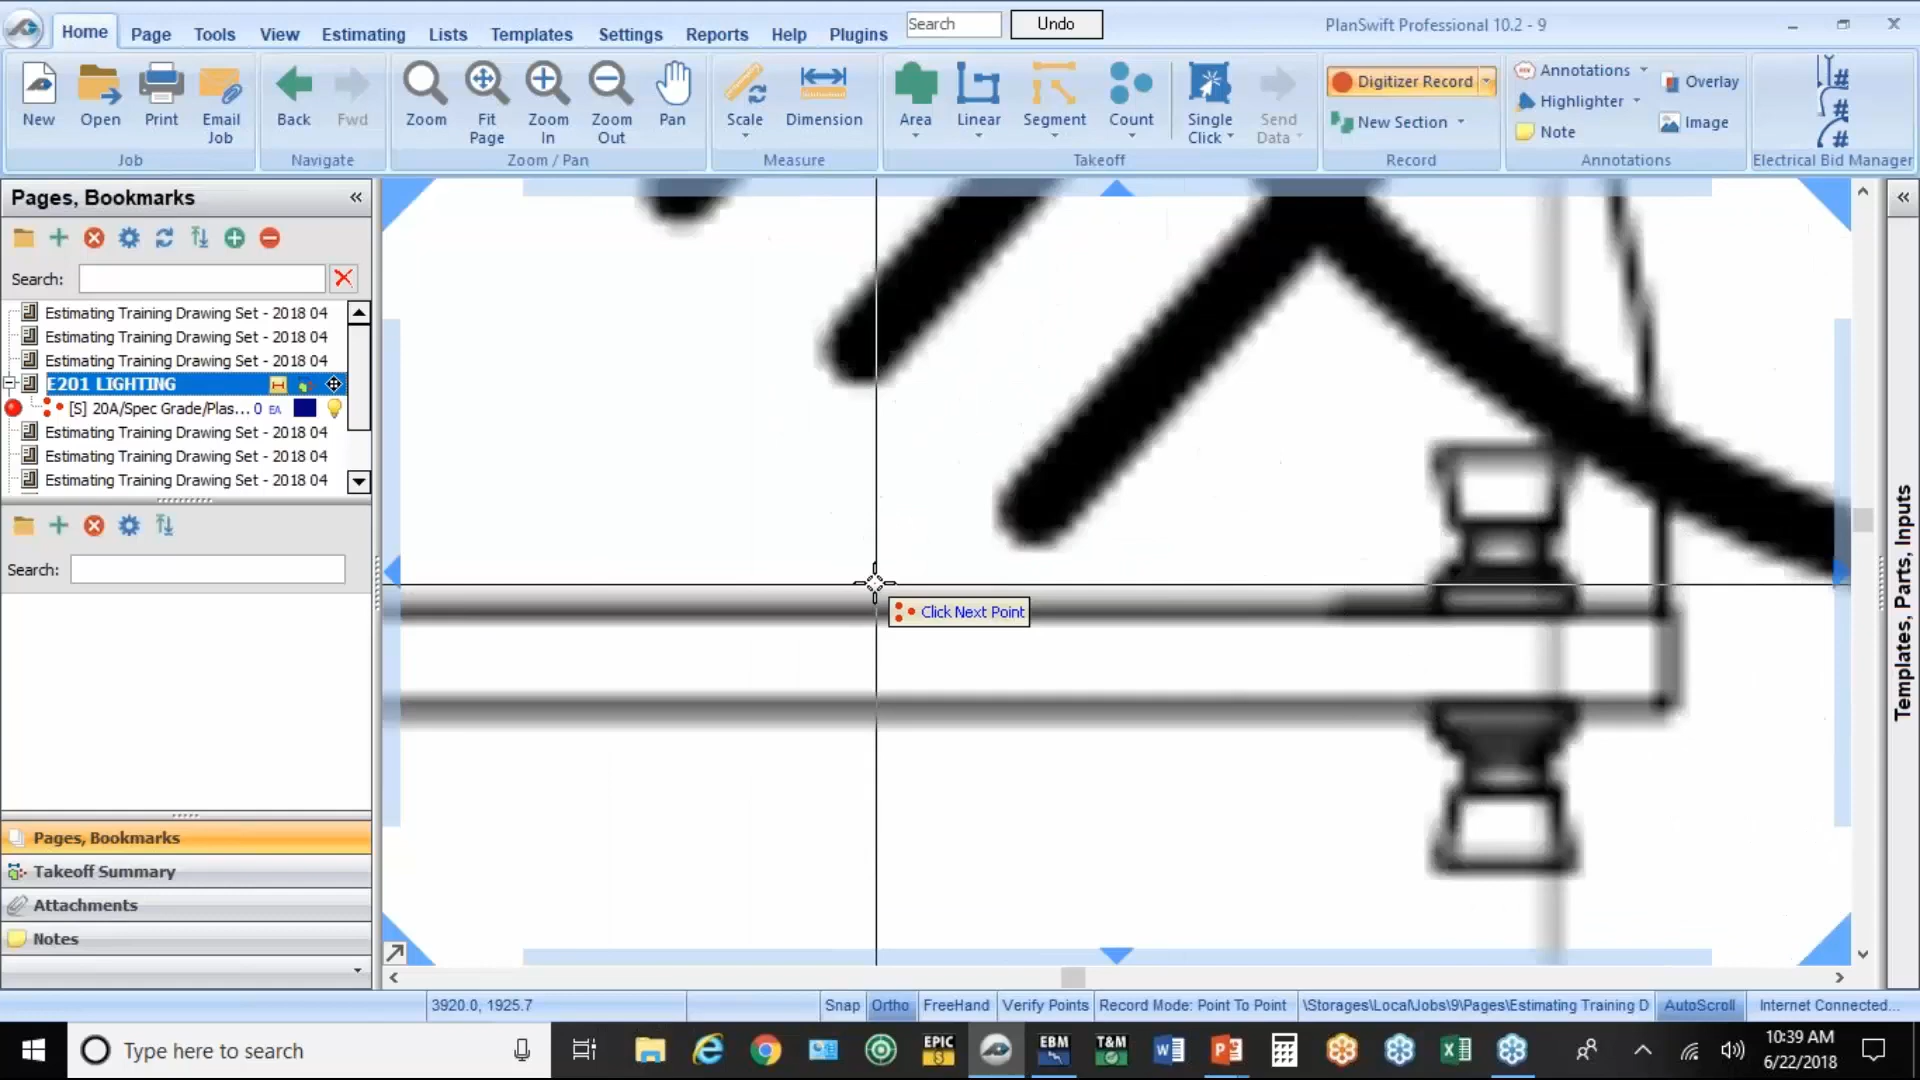 Home Page Tools View Estimating Lists Templates Settings Reports Help Plugins Search Undo PlanSwift Professional 10.2 - 9
New Open Print Email Job Back Fwd Zoom Fit Page Zoom In Zoom Out Pan Scale Dimension Area Linear Segment Count Single Click Send Data
Digitizer Record
New Section
Annotations
Highlighter
Note
Overlay
Image
#
#
#
Job Navigate Zoom / Pan Measure Takeoff Record Annotations Electrical Bid Manager
Pages, Bookmarks «
Search:
Estimating Training Drawing Set - 2018 04
Estimating Training Drawing Set - 2018 04
Estimating Training Drawing Set - 2018 04
E201 LIGHTING
[S] 20A/Spec Grade/Plas... 0 EA
Estimating Training Drawing Set - 2018 04
Estimating Training Drawing Set - 2018 04
Estimating Training Drawing Set - 2018 04
Search:
Click Next Point
«
Templates, Parts, Inputs
Pages, Bookmarks
Takeoff Summary
Attachments
Notes
3920.0, 1925.7 Snap Ortho FreeHand Verify Points Record Mode: Point To Point \Storages\Local\Jobs\9\Pages\Estimating Training D AutoScroll Internet Connected...
Type here to search EPIC S EBM T&M
10:39 AM
6/22/2018